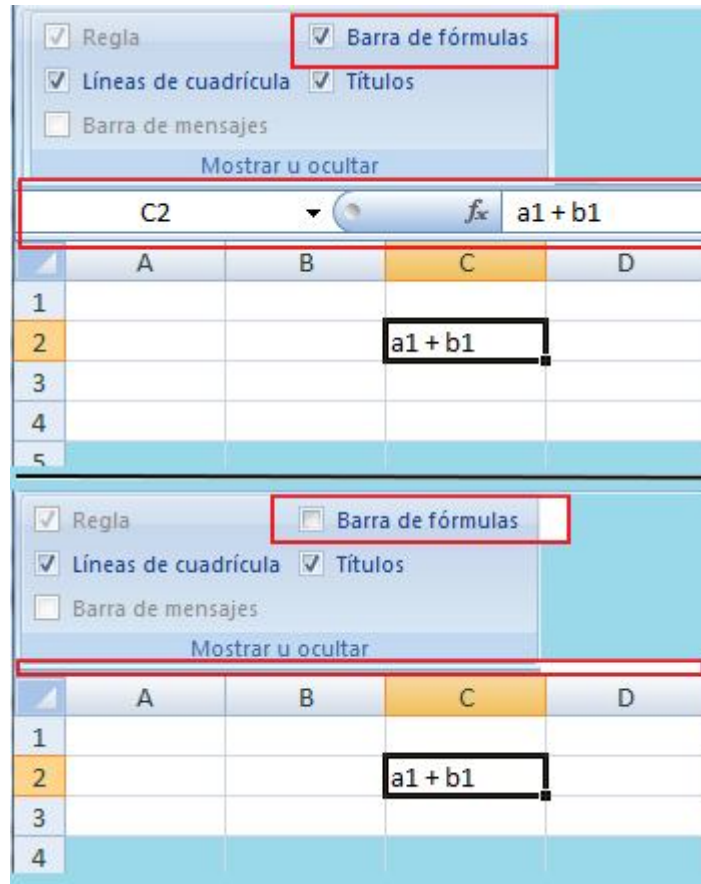 Regla Barra de fórmulas
Líneas de cuadrícula Títulos
Barra de mensajes
Mostrar u ocultar
C2 fx a1 + b1
A B C D
1
2 a1 + b1
3
4
5
Regla Barra de fórmulas
Líneas de cuadrícula Títulos
Barra de mensajes
Mostrar u ocultar
A B C D
1
2 a1 + b1
3
4